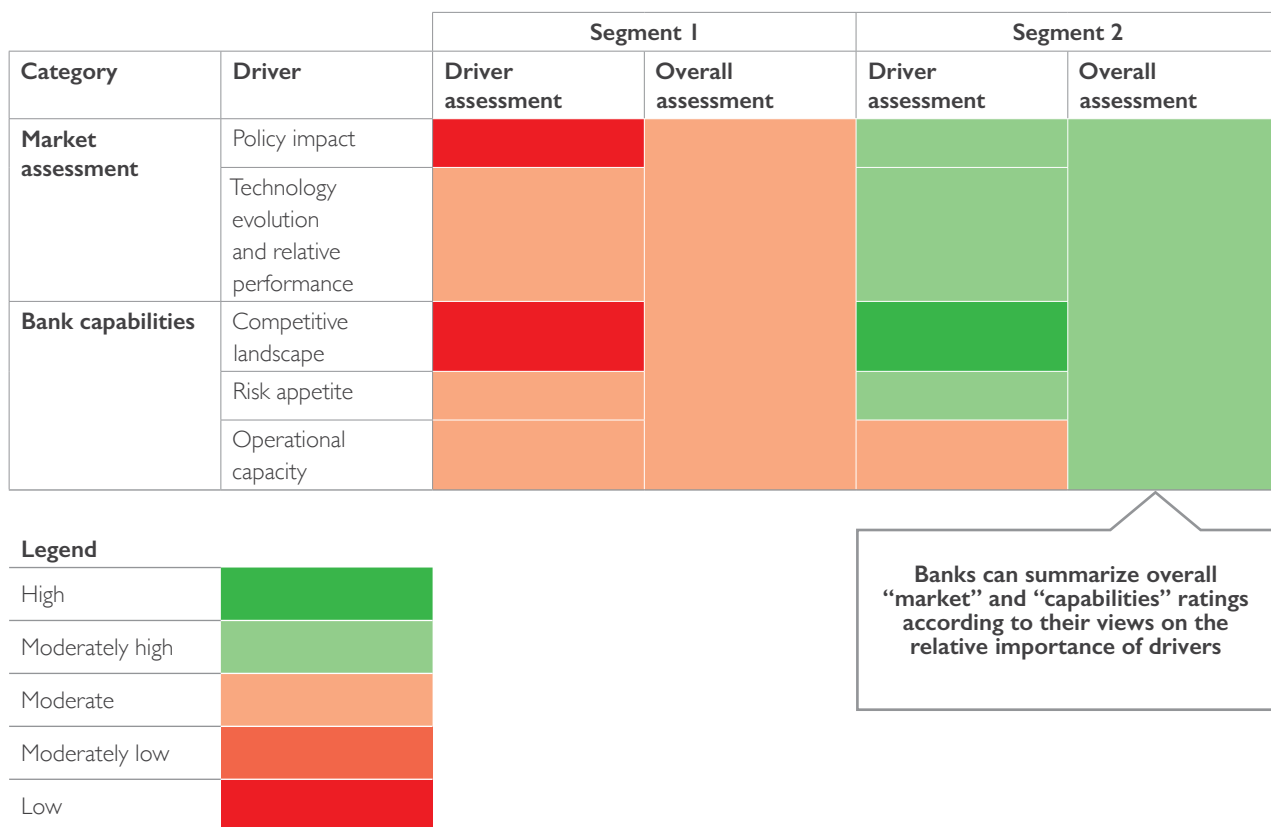 Segment 1
Segment 2
Category
Driver
Driver
assessment
Overall
assessment
Driver
assessment
Overall
assessment
Market
assessment
Policy impact
Technology
evolution
and relative
performance
Bank capabilities
Competitive
landscape
Risk appetite
Operational
capacity
Legend
High
Moderately high
Moderate
Moderately low
Low
Banks can summarize overall
“market” and “capabilities” ratings
according to their views on the
relative importance of drivers